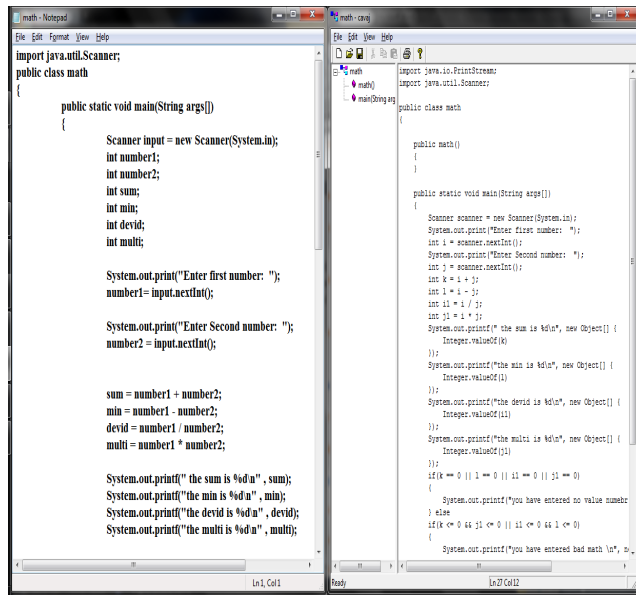 math - Notepad
File Edit Format View Help
import java.util.Scanner;
public class math
{
public static void main(String args[])
{
Scanner input = new Scanner(System.in);
int number1;
int number2;
int sum;
int min;
int devid;
int multi;
System.out.print("Enter first number:  ");
number1= input.nextInt();
System.out.print("Enter Second number:  ");
number2 = input.nextInt();
sum = number1 + number2;
min = number1 - number2;
devid = number1 / number2;
multi = number1 * number2;
System.out.printf(" the sum is %d\n" , sum);
System.out.printf("the min is %d\n" , min);
System.out.printf("the devid is %d\n" , devid);
System.out.printf("the multi is %d\n" , multi);
Ln 1, Col 1
math - cavaj
File Edit View Help
math
math()
main(String arg
import java.io.PrintStream;
import java.util.Scanner;
public class math
{
public math()
{
}
public static void main(String args[])
{
Scanner scanner = new Scanner(System.in);
System.out.print("Enter first number:  ");
int i = scanner.nextInt();
System.out.print("Enter Second number:  ");
int j = scanner.nextInt();
int k = i + j;
int l = i - j;
int i1 = i / j;
int j1 = i * j;
System.out.printf(" the sum is %d\n", new Object[] {
Integer.valueOf(k)
});
System.out.printf("the min is %d\n", new Object[] {
Integer.valueOf(l)
});
System.out.printf("the devid is %d\n", new Object[] {
Integer.valueOf(i1)
});
System.out.printf("the multi is %d\n", new Object[] {
Integer.valueOf(j1)
});
if(k == 0 || l == 0 || i1 == 0 || j1 == 0)
{
System.out.printf("you have entered no value numebr
} else
if(k <= 0 && j1 <= 0 || i1 <= 0 && l <= 0)
{
System.out.printf("you have entered bad math \n", n
Ready
Ln 27 Col 12